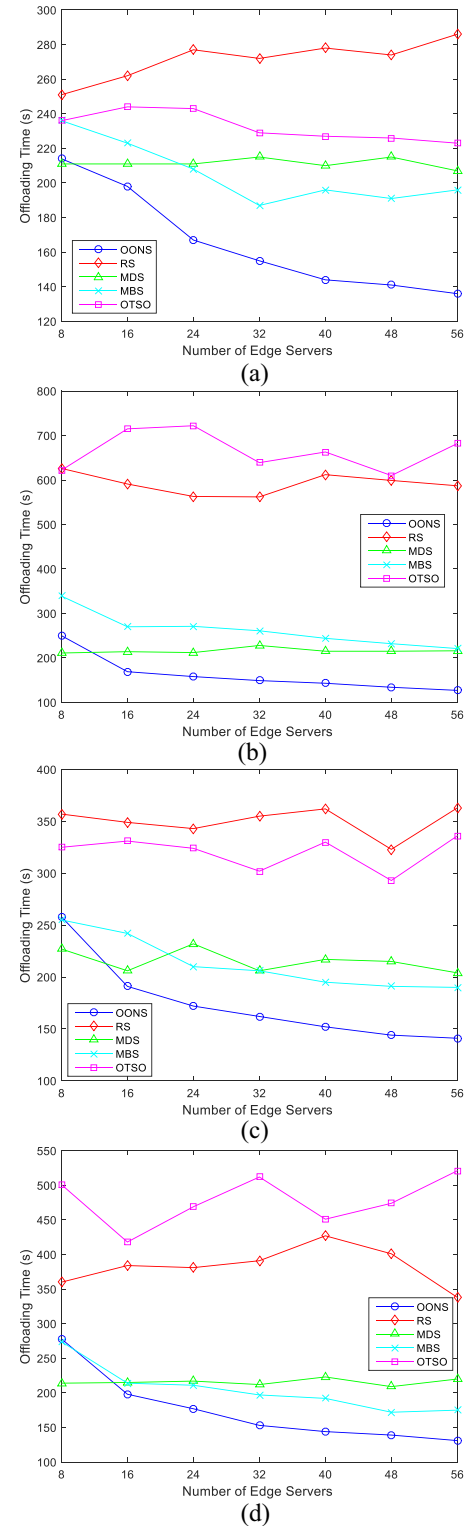 300
280
260
240
220
200
180
160
140
120
Offloading Time (s)
OONS
RS
MDS
MBS
OTSO
8 16 24 32 40 48 56
Number of Edge Servers
(a)
800
700
600
500
400
300
200
100
Offloading Time (s)
OONS
RS
MDS
MBS
OTSO
8 16 24 32 40 48 56
Number of Edge Servers
(b)
400
350
300
250
200
150
100
Offloading Time (s)
OONS
RS
MDS
MBS
OTSO
8 16 24 32 40 48 56
Number of Edge Servers
(c)
550
500
450
400
350
300
250
200
150
100
Offloading Time (s)
OONS
RS
MDS
MBS
OTSO
8 16 24 32 40 48 56
Number of Edge Servers
(d)